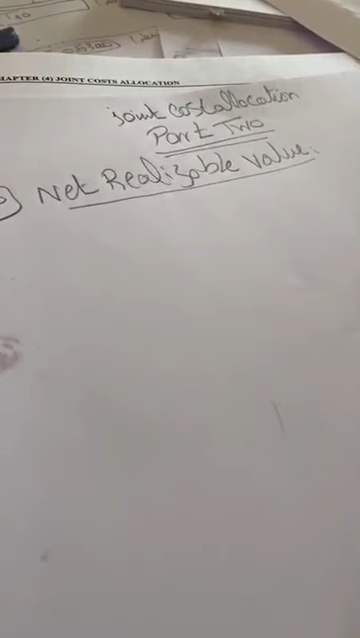 CHAPTER (4) JOINT COSTS ALLOCATION
Joint Cost allocation
Part Two
Net Realizable Value.